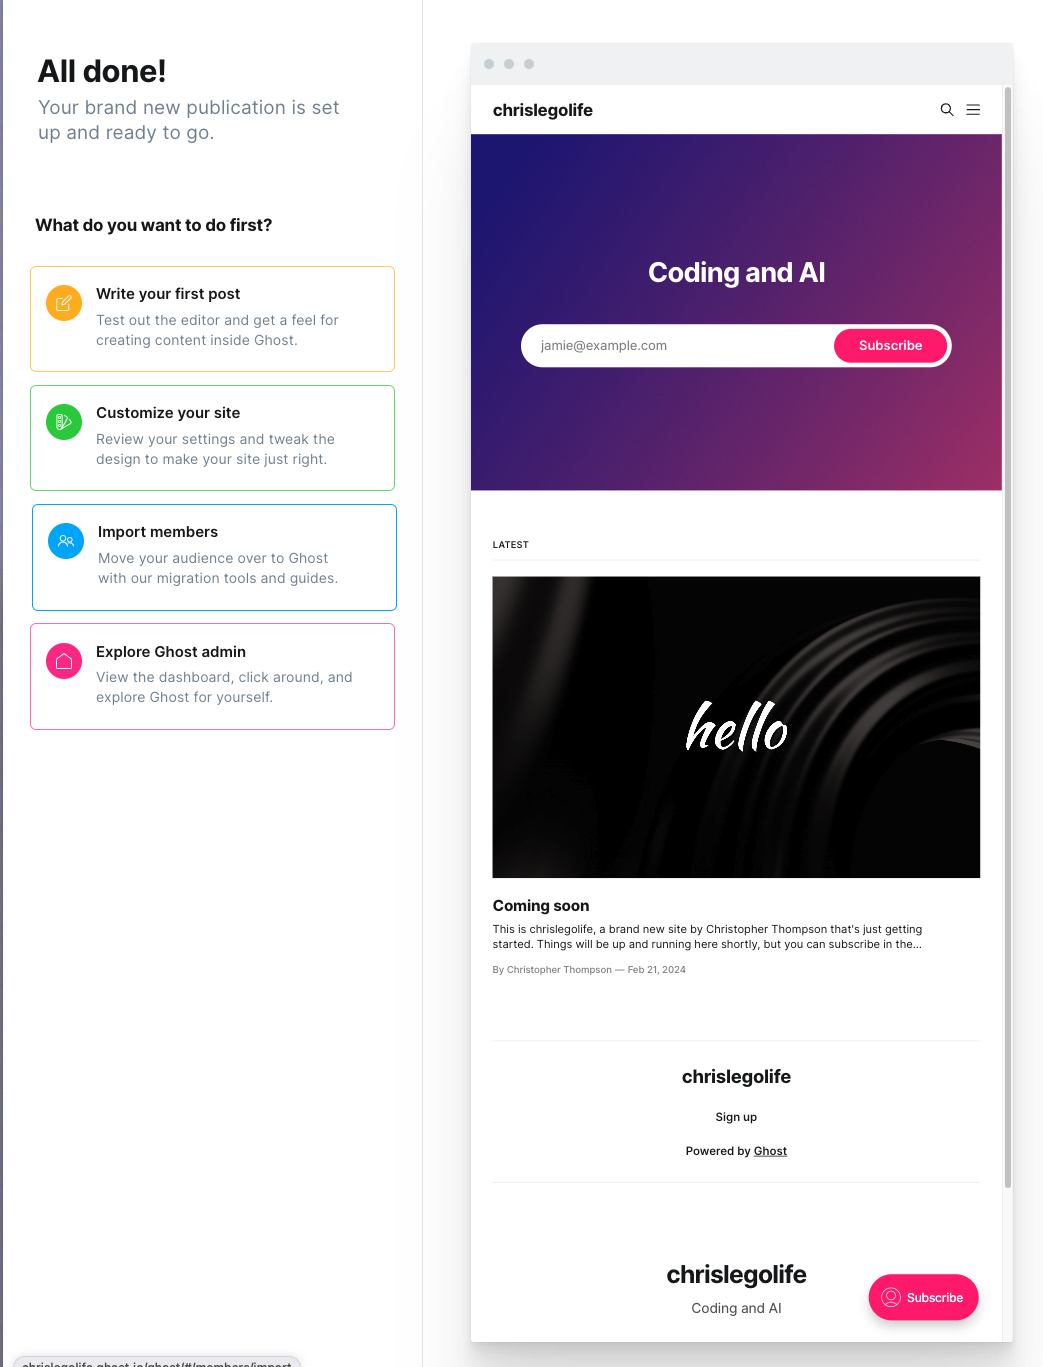 All done!
Your brand new publication is set
up and ready to go.
What do you want to do first?
Write your first post
Test out the editor and get a feel for
creating content inside Ghost.
Customize your site
Review your settings and tweak the
design to make your site just right.
Import members
Move your audience over to Ghost
with our migration tools and guides.
Explore Ghost admin
View the dashboard, click around, and
explore Ghost for yourself.
chrislegolife.ghost.io/ghost/#/members/import
chrislegolife
Coding and AI
jamie@example.com
Subscribe
LATEST
hello
Coming soon
This is chrislegolife, a brand new site by Christopher Thompson that's just getting
started. Things will be up and running here shortly, but you can subscribe in the...
By Christopher Thompson — Feb 21, 2024
chrislegolife
Sign up
Powered by Ghost
chrislegolife
Coding and AI
Subscribe